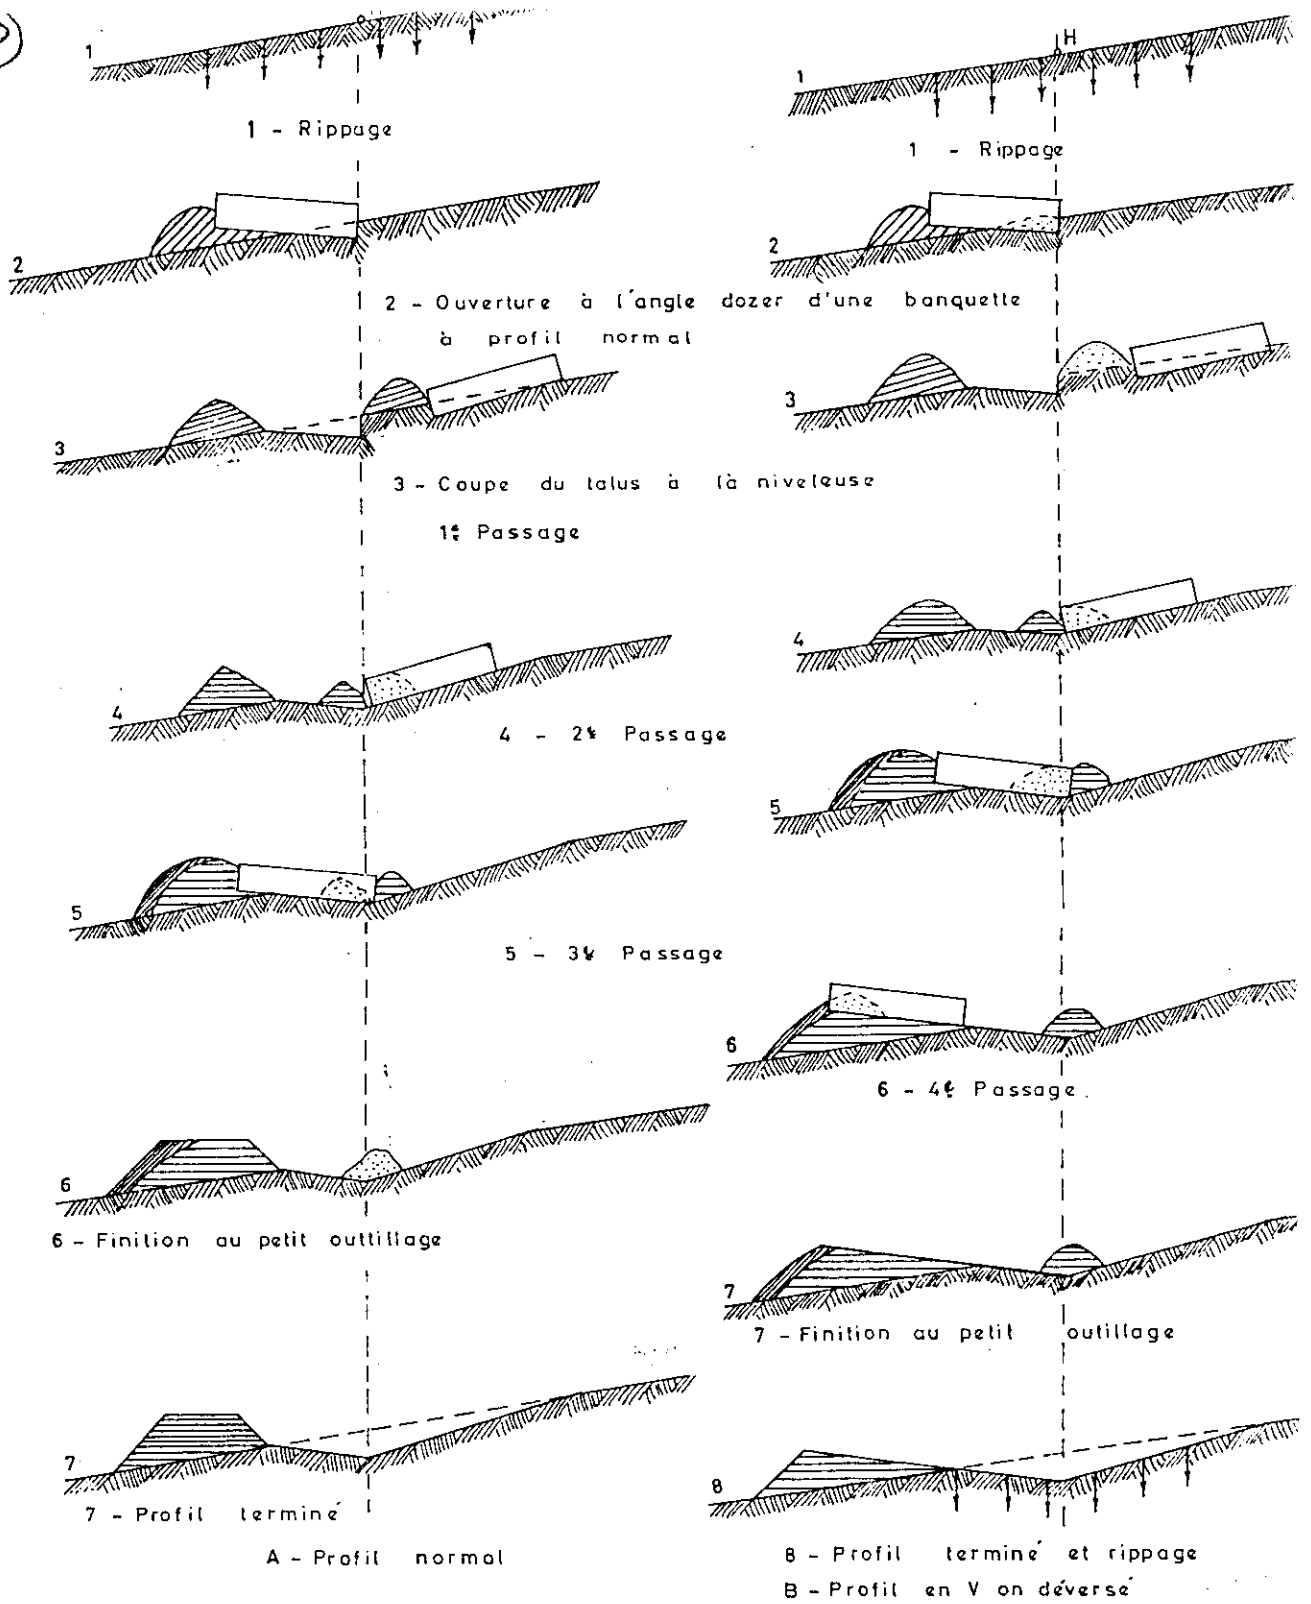 1
1 - Rippage
2
2 - Ouverture à l'angle dozer d'une banquette
à profil normal
3
3 - Coupe du talus à là niveleuse
1e Passage
4
4 - 2e Passage
5
5 - 3e Passage
6
6 - Finition au petit outtillage
7
7 - Profil terminé
A - Profil normal
H
1
1 - Rippage
2
3
4
5
6
6 - 4e Passage
7
7 - Finition au petit outillage
8
8 - Profil terminé et rippage
B - Profil en V on déversé